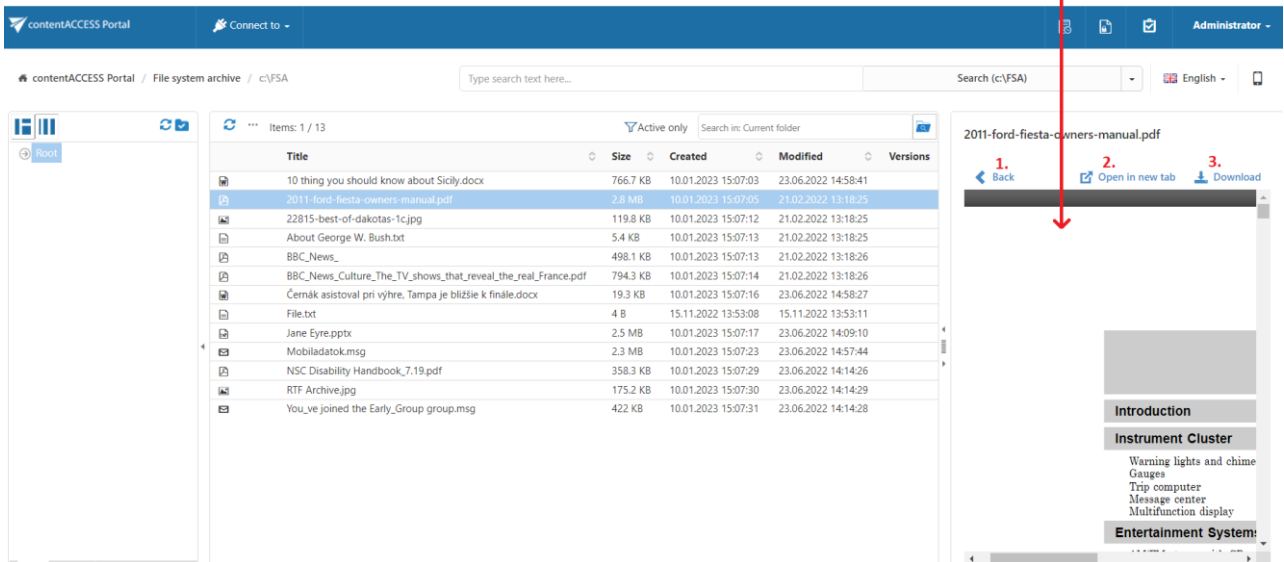 contentACCESS Portal Connect to Administrator
contentACCESS Portal / File system archive / c:\FSA Type search text here... Search (c:\FSA) English
Items: 1 / 13 Active only Search in: Current folder
2011-ford-fiesta-owners-manual.pdf
Root
Title Size Created Modified Versions
1. 2. 3.
Back Open in new tab Download
10 thing you should know about Sicily.docx 766.7 KB 10.01.2023 15:07:03 23.06.2022 14:58:41
2011-ford-fiesta-owners-manual.pdf 2.8 MB 10.01.2023 15:07:05 21.02.2022 13:18:25
22815-best-of-dakotas-1c.jpg 119.8 KB 10.01.2023 15:07:12 21.02.2022 13:18:25
About George W. Bush.txt 5.4 KB 10.01.2023 15:07:13 21.02.2022 13:18:25
BBC_News_ 498.1 KB 10.01.2023 15:07:13 21.02.2022 13:18:26
BBC_News_Culture_The_TV_shows_that_reveal_the_real_France.pdf 794.3 KB 10.01.2023 15:07:14 21.02.2022 13:18:26
Černák asistoval pri výhre, Tampa je bližšie k finále.docx 19.3 KB 10.01.2023 15:07:16 23.06.2022 14:58:27
File.txt 4 B 15.11.2022 13:53:08 15.11.2022 13:53:11
Jane Eyre.pptx 2.5 MB 10.01.2023 15:07:17 23.06.2022 14:09:10
Mobiladatok.msg 2.3 MB 10.01.2023 15:07:23 23.06.2022 14:57:44
NSC Disability Handbook_7.19.pdf 358.3 KB 10.01.2023 15:07:29 23.06.2022 14:14:26
RTF Archive.jpg 175.2 KB 10.01.2023 15:07:30 23.06.2022 14:14:29
You_ve joined the Early_Group group.msg 422 KB 10.01.2023 15:07:31 23.06.2022 14:14:28
Introduction
Instrument Cluster
Warning lights and chime
Gauges
Trip computer
Message center
Multifunction display
Entertainment Systems